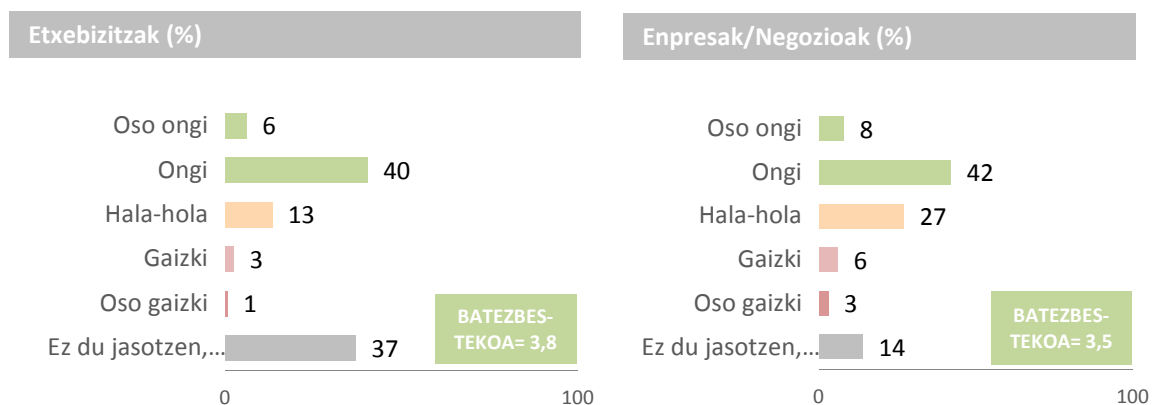 Etxebizitzak (%)
Oso ongi 6
Ongi 40
Hala-hola 13
Gaizki 3
Oso gaizki 1
Ez du jasotzen,... 37
BATEZBES-
TEKOA= 3,8
0 100
Enpresak/Negozioak (%)
Oso ongi 8
Ongi 42
Hala-hola 27
Gaizki 6
Oso gaizki 3
Ez du jasotzen,... 14
BATEZBES-
TEKOA= 3,5
0 100